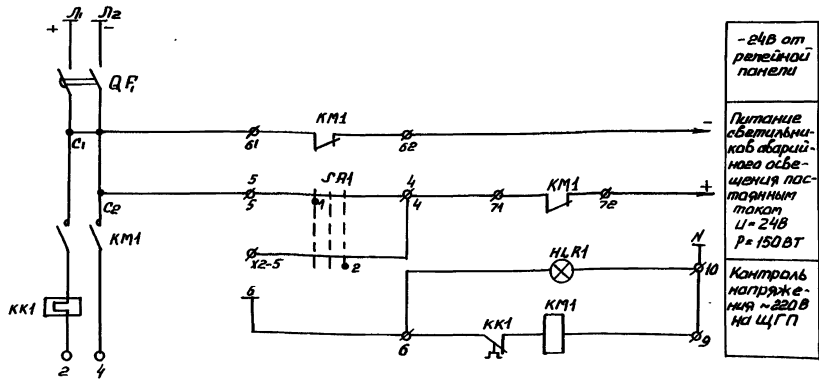 Л1 Л2
+ -
QF1
C1
61
KM1
62
-
C2
5
5
SA1
1
4
4
71
KM1
72
+
KM1
X2-5
2
HLR1
N
10
б
6
KK1
KM1
9
KK1
2
4
-24В от
релейной
панели
Питание
светильни-
ков аварий-
ного осве-
щения пос-
таянным
током
U=24В
P=150ВТ
Контроль
напряже-
ния ~220В
на ЩГП